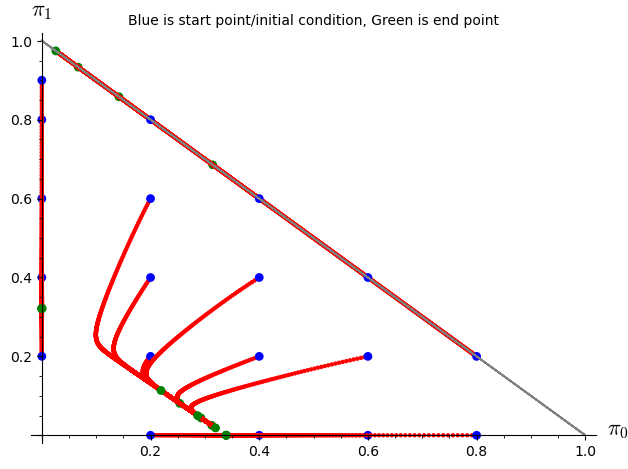 π₁
Blue is start point/initial condition, Green is end point
1.0
0.8
0.6
0.4
0.2
0.2 0.4 0.6 0.8 1.0
π₀